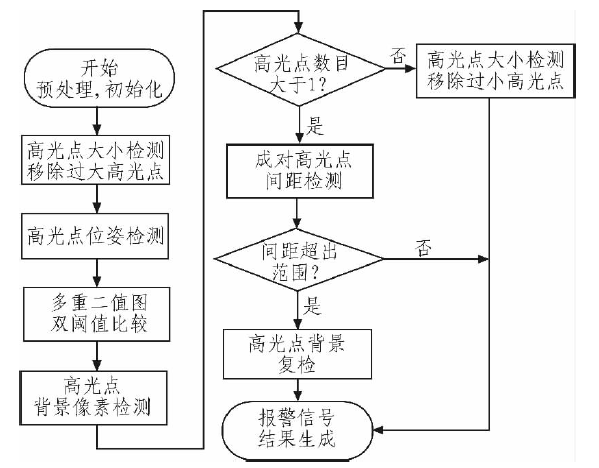 开始
预处理,初始化
高光点大小检测
移除过大高光点
高光点位姿检测
多重二值图
双阈值比较
高光点
背景像素检测
高光点数目
大于1?
否
高光点大小检测
移除过小高光点
是
成对高光点
间距检测
间距超出
范围?
否
是
高光点背景
复检
报警信号
结果生成